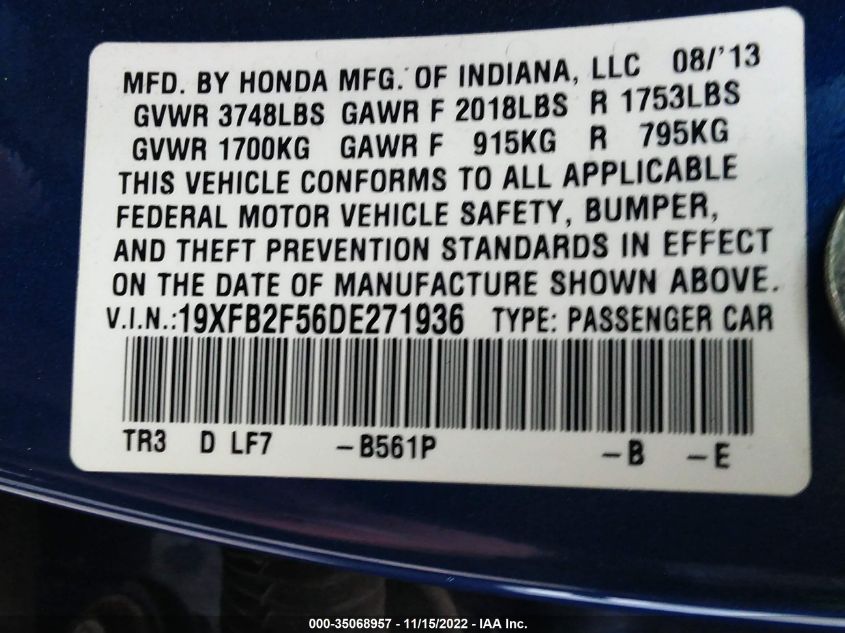 MFD. BY HONDA MFG. OF INDIANA, LLC 08/'13
GVWR 3748LBS GAWR F 2018LBS R 1753LBS
GVWR 1700KG GAWR F 915KG R 795KG
THIS VEHICLE CONFORMS TO ALL APPLICABLE
FEDERAL MOTOR VEHICLE SAFETY, BUMPER,
AND THEFT PREVENTION STANDARDS IN EFFECT
ON THE DATE OF MANUFACTURE SHOWN ABOVE.
V.I.N.:19XFB2F56DE271936 TYPE: PASSENGER CAR
TR3 D LF7 -B561P -B -E
000-35068957 - 11/15/2022 - IAA Inc.